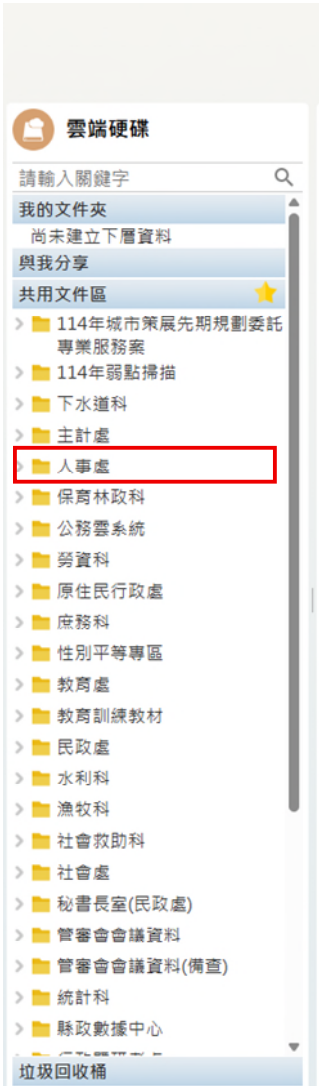 雲端硬碟
請輸入關鍵字
我的文件夾
尚未建立下層資料
與我分享
共用文件區
114年城市策展先期規劃委託
專業服務案
114年弱點掃描
下水道科
主計處
人事處
保育林政科
公務雲系統
勞資科
原住民行政處
庶務科
性別平等專區
教育處
教育訓練教材
民政處
水利科
漁牧科
社會救助科
社會處
秘書長室(民政處)
管審會會議資料
管審會會議資料(備查)
統計科
縣政數據中心
垃圾回收桶